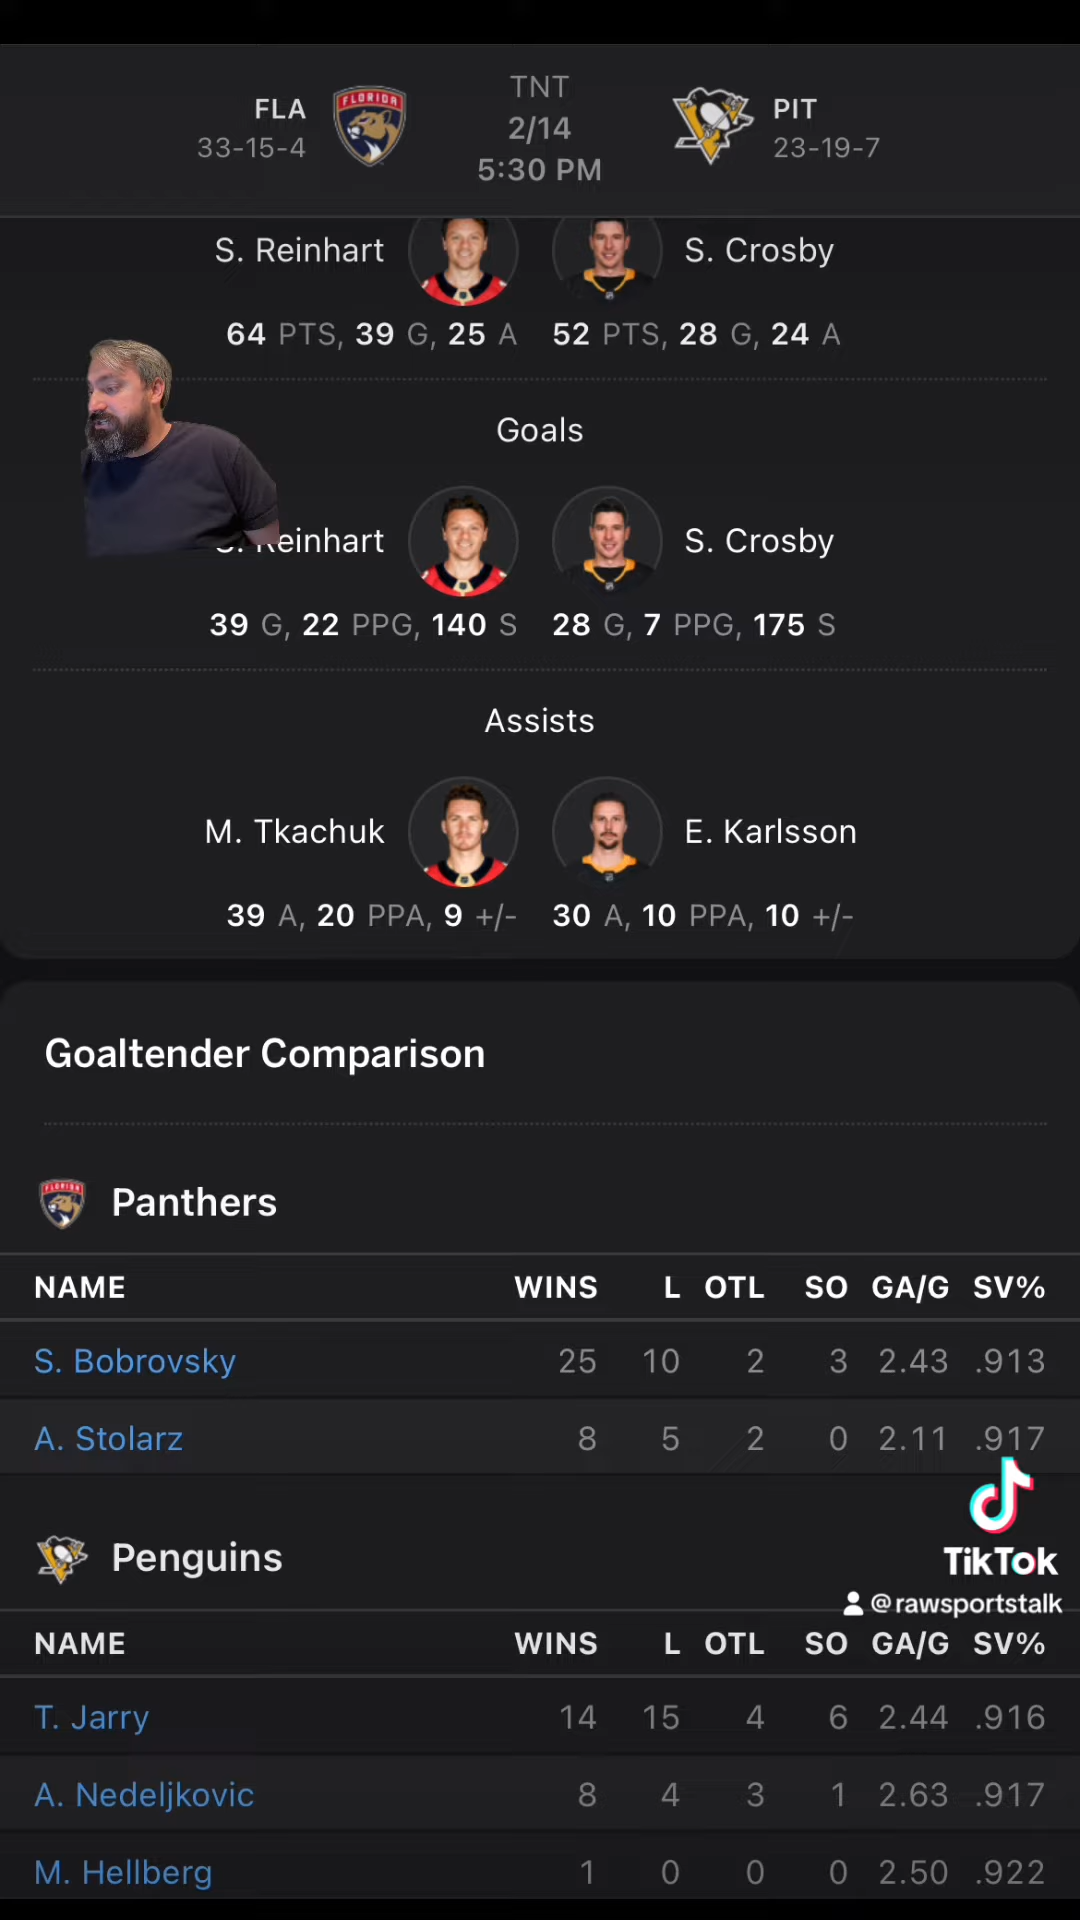 TNT
FLA FLORIDA 2/14 PIT
33-15-4 5:30 PM 23-19-7
S. Reinhart S. Crosby
64 PTS, 39 G, 25 A 52 PTS, 28 G, 24 A
Goals
S. Reinhart S. Crosby
39 G, 22 PPG, 140 S 28 G, 7 PPG, 175 S
Assists
M. Tkachuk E. Karlsson
39 A, 20 PPA, 9 +/- 30 A, 10 PPA, 10 +/-
Goaltender Comparison
FLORIDA Panthers
NAME WINS L OTL SO GA/G SV%
S. Bobrovsky 25 10 2 3 2.43 .913
A. Stolarz 8 5 2 0 2.11 .917
Penguins
TikTok
@rawsportstalk
NAME WINS L OTL SO GA/G SV%
T. Jarry 14 15 4 6 2.44 .916
A. Nedeljkovic 8 4 3 1 2.63 .917
M. Hellberg 1 0 0 0 2.50 .922